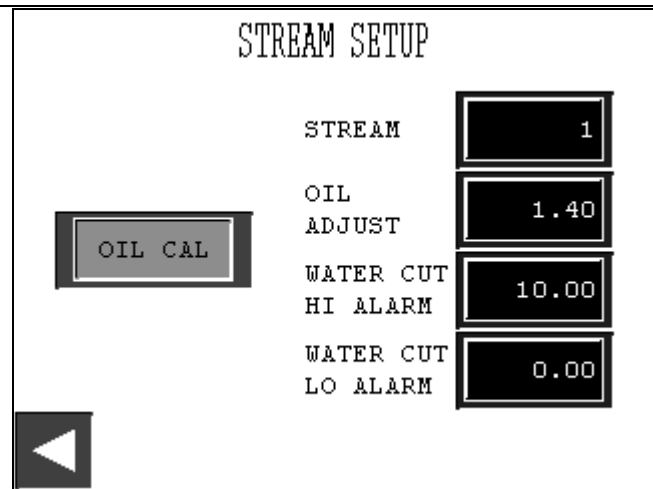 STREAM SETUP
STREAM 1
OIL
ADJUST 1.40
OIL CAL
WATER CUT
HI ALARM 10.00
WATER CUT
LO ALARM 0.00